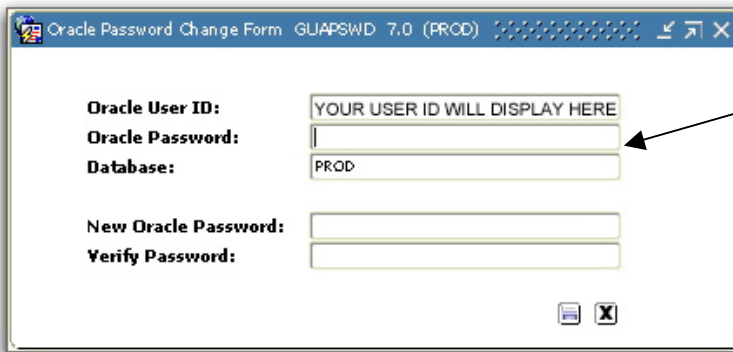 Oracle Password Change Form GUAPSWD 7.0 (PROD)
Oracle User ID: YOUR USER ID WILL DISPLAY HERE
Oracle Password:
Database: PROD
New Oracle Password:
Verify Password:
X